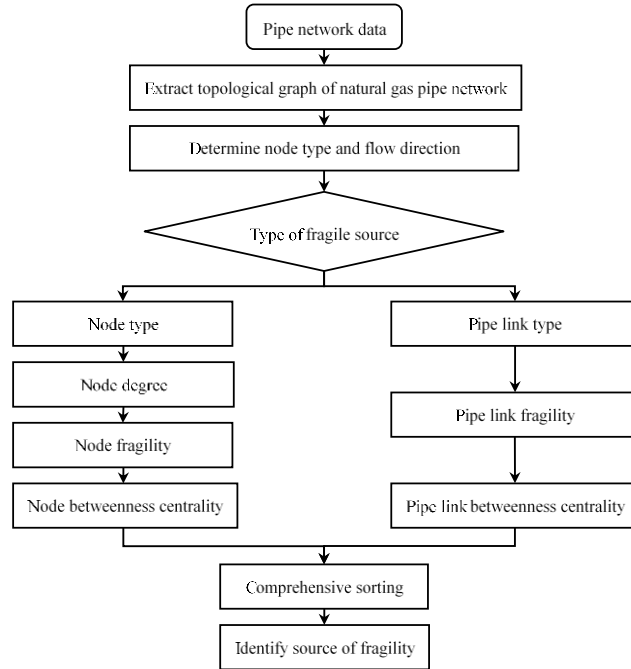 Pipe network data
Extract topological graph of natural gas pipe network
Determine node type and flow direction
Type of fragile source
Node type
Node degree
Node fragility
Node betweenness centrality
Pipe link type
Pipe link fragility
Pipe link betweenness centrality
Comprehensive sorting
Identify source of fragility